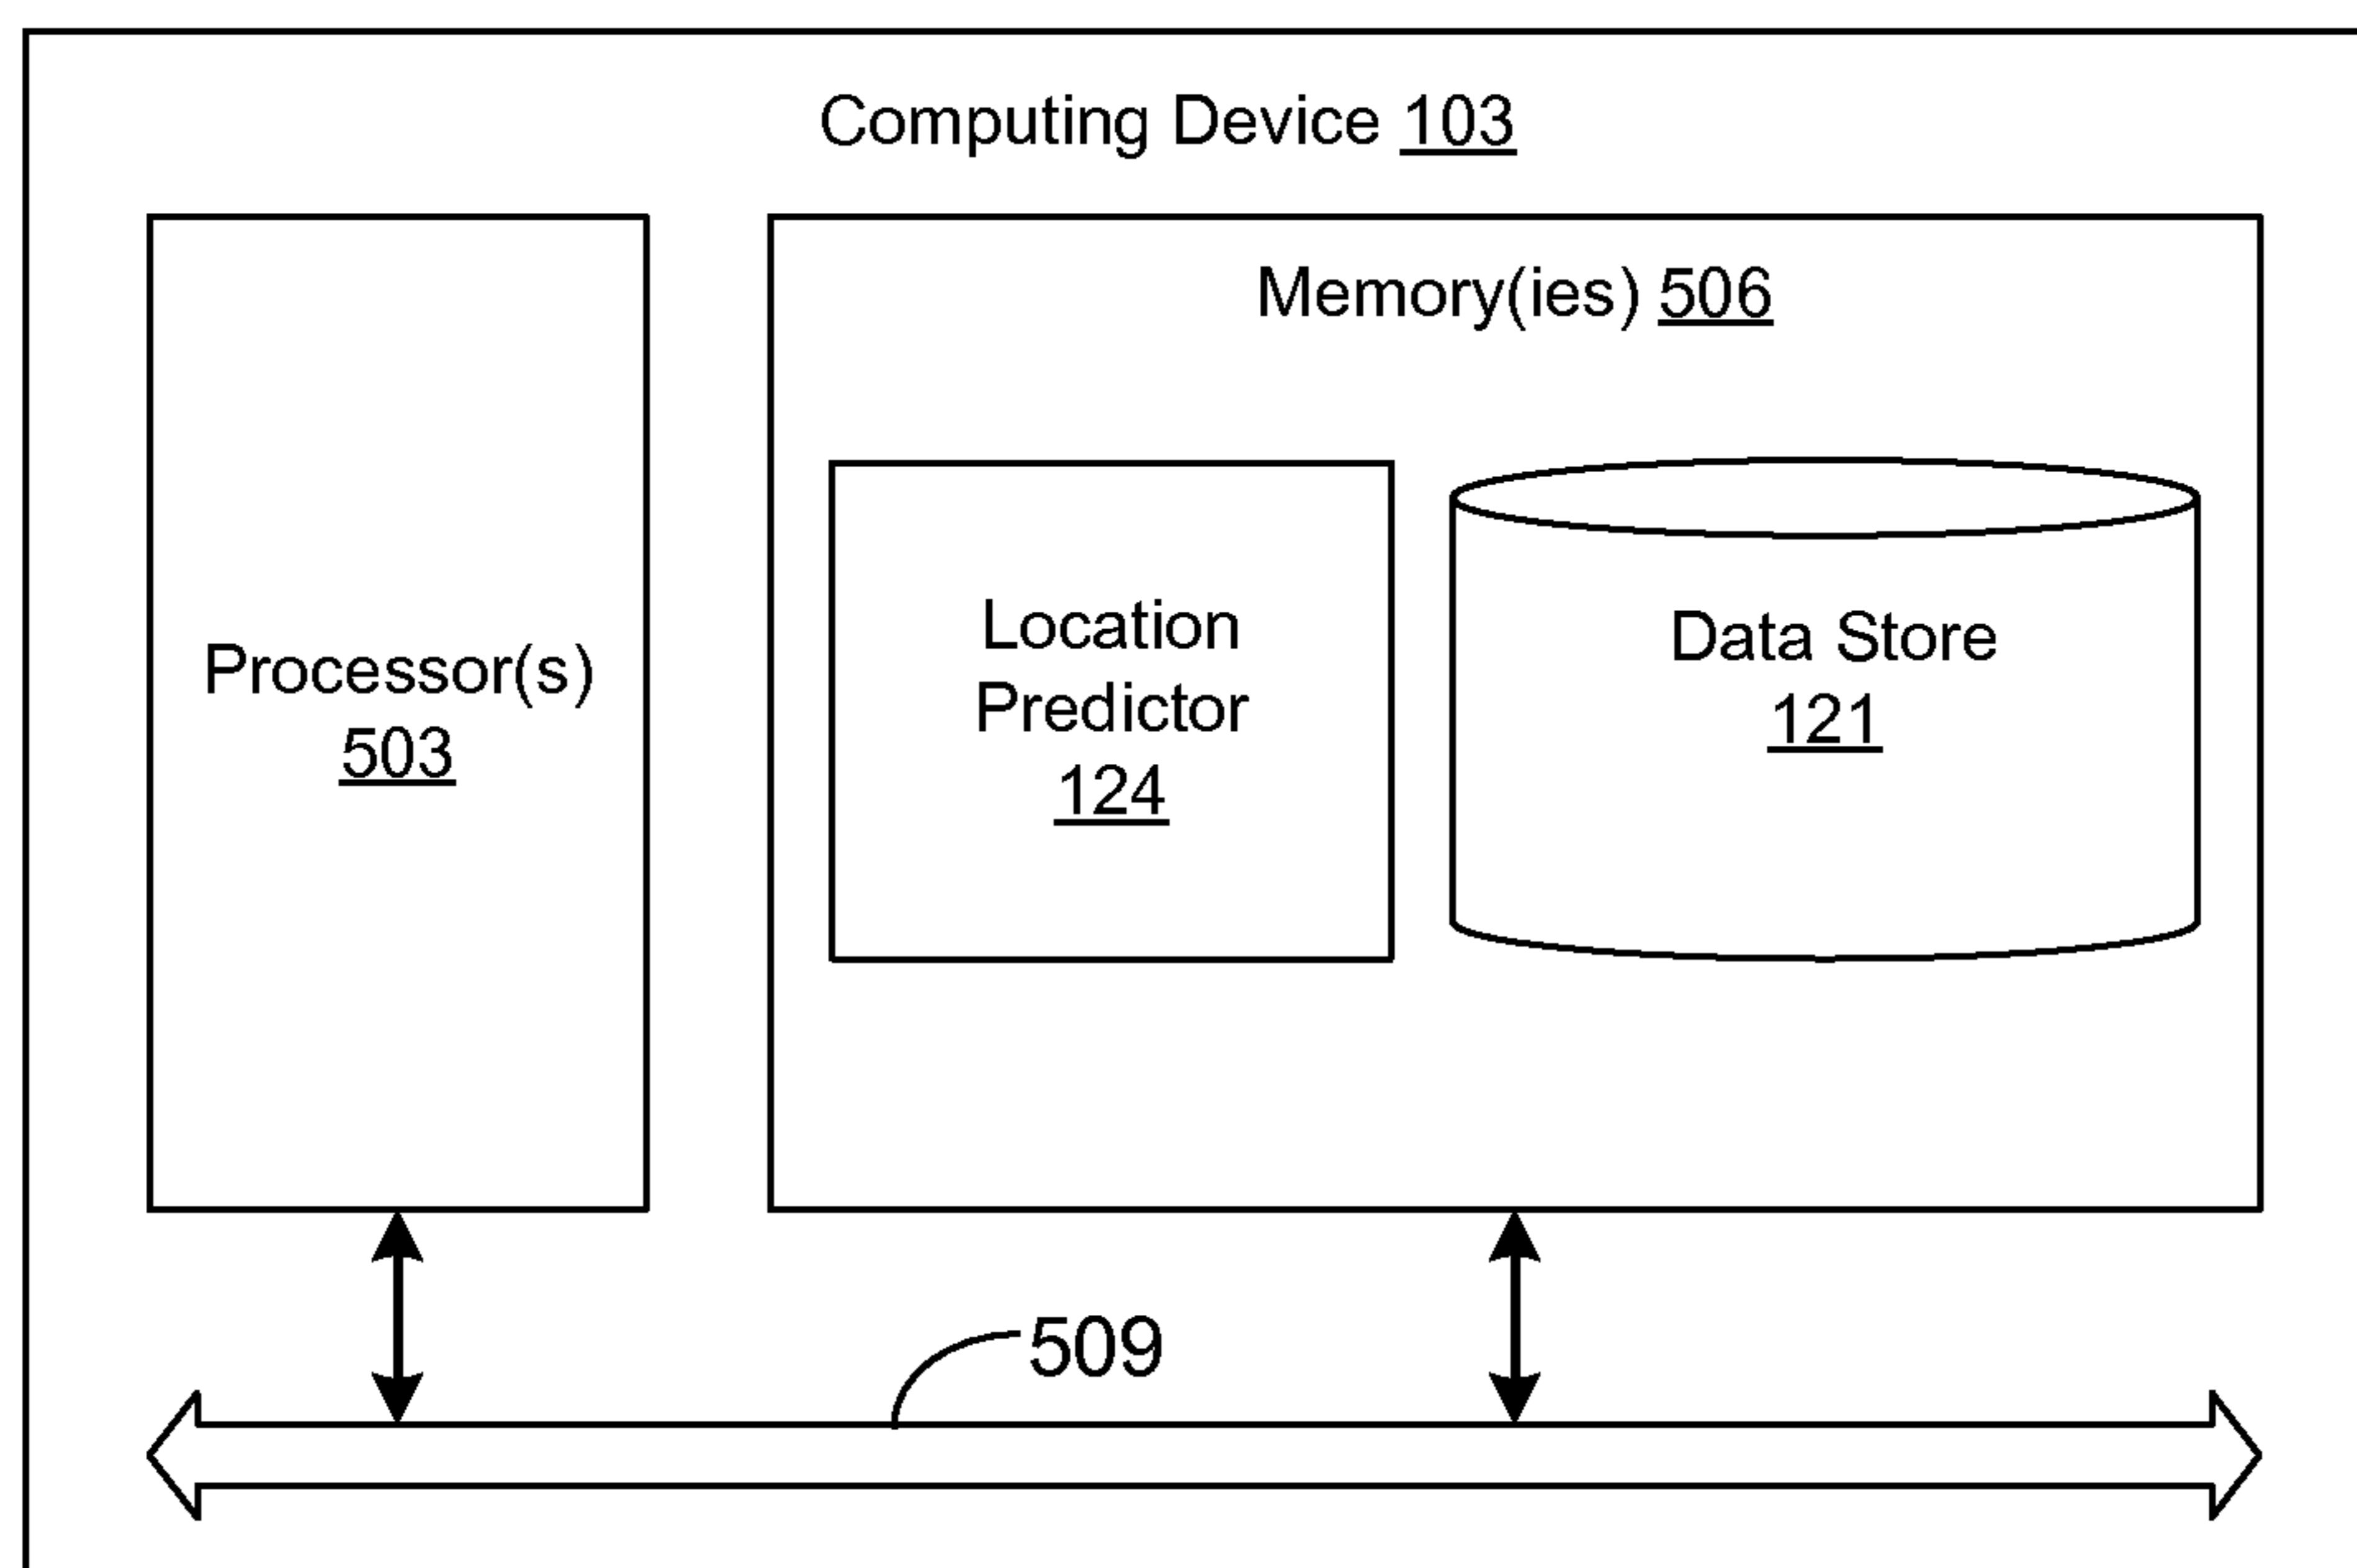 Computing Device 103
Memory(ies) 506
Processor(s)
503
Location
Predictor
124
Data Store
121
509